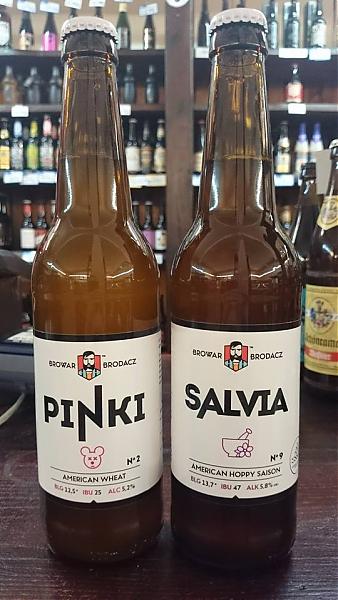 BROWAR BRODACZ
PINKI
Nº2
AMERICAN WHEAT
BLG 12,5° IBU 25 ALC 5,2%
BROWAR BRODACZ
SALVIA
Nº9
AMERICAN HOPPY SAISON
BLG 13,7° IBU 47 ALK 5,8%